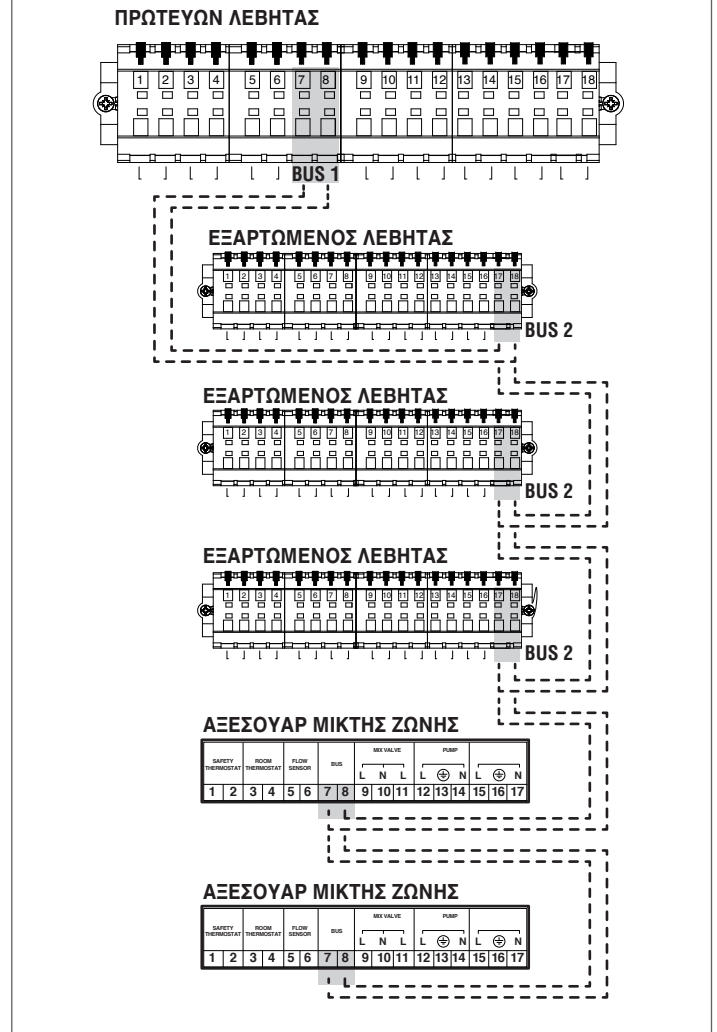 ΠΡΩΤΕΥΩΝ ΛΕΒΗΤΑΣ
1 2 3 4 5 6 7 8 9 10 11 12 13 14 15 16 17 18
BUS 1
ΕΞΑΡΤΩΜΕΝΟΣ ΛΕΒΗΤΑΣ
1 2 3 4 5 6 7 8 9 10 11 12 13 14 15 16 17 18
BUS 2
ΕΞΑΡΤΩΜΕΝΟΣ ΛΕΒΗΤΑΣ
1 2 3 4 5 6 7 8 9 10 11 12 13 14 15 16 17 18
BUS 2
ΕΞΑΡΤΩΜΕΝΟΣ ΛΕΒΗΤΑΣ
1 2 3 4 5 6 7 8 9 10 11 12 13 14 15 16 17 18
BUS 2
ΑΞΕΣΟΥΑΡ ΜΙΚΤΗΣ ΖΩΝΗΣ
SAFETY THERMOSTAT ROOM THERMOSTAT FLOW SENSOR BUS MIX VALVE PUMP
L N L L N L N
1 2 3 4 5 6 7 8 9 10 11 12 13 14 15 16 17
ΑΞΕΣΟΥΑΡ ΜΙΚΤΗΣ ΖΩΝΗΣ
SAFETY THERMOSTAT ROOM THERMOSTAT FLOW SENSOR BUS MIX VALVE PUMP
L N L L N L N
1 2 3 4 5 6 7 8 9 10 11 12 13 14 15 16 17